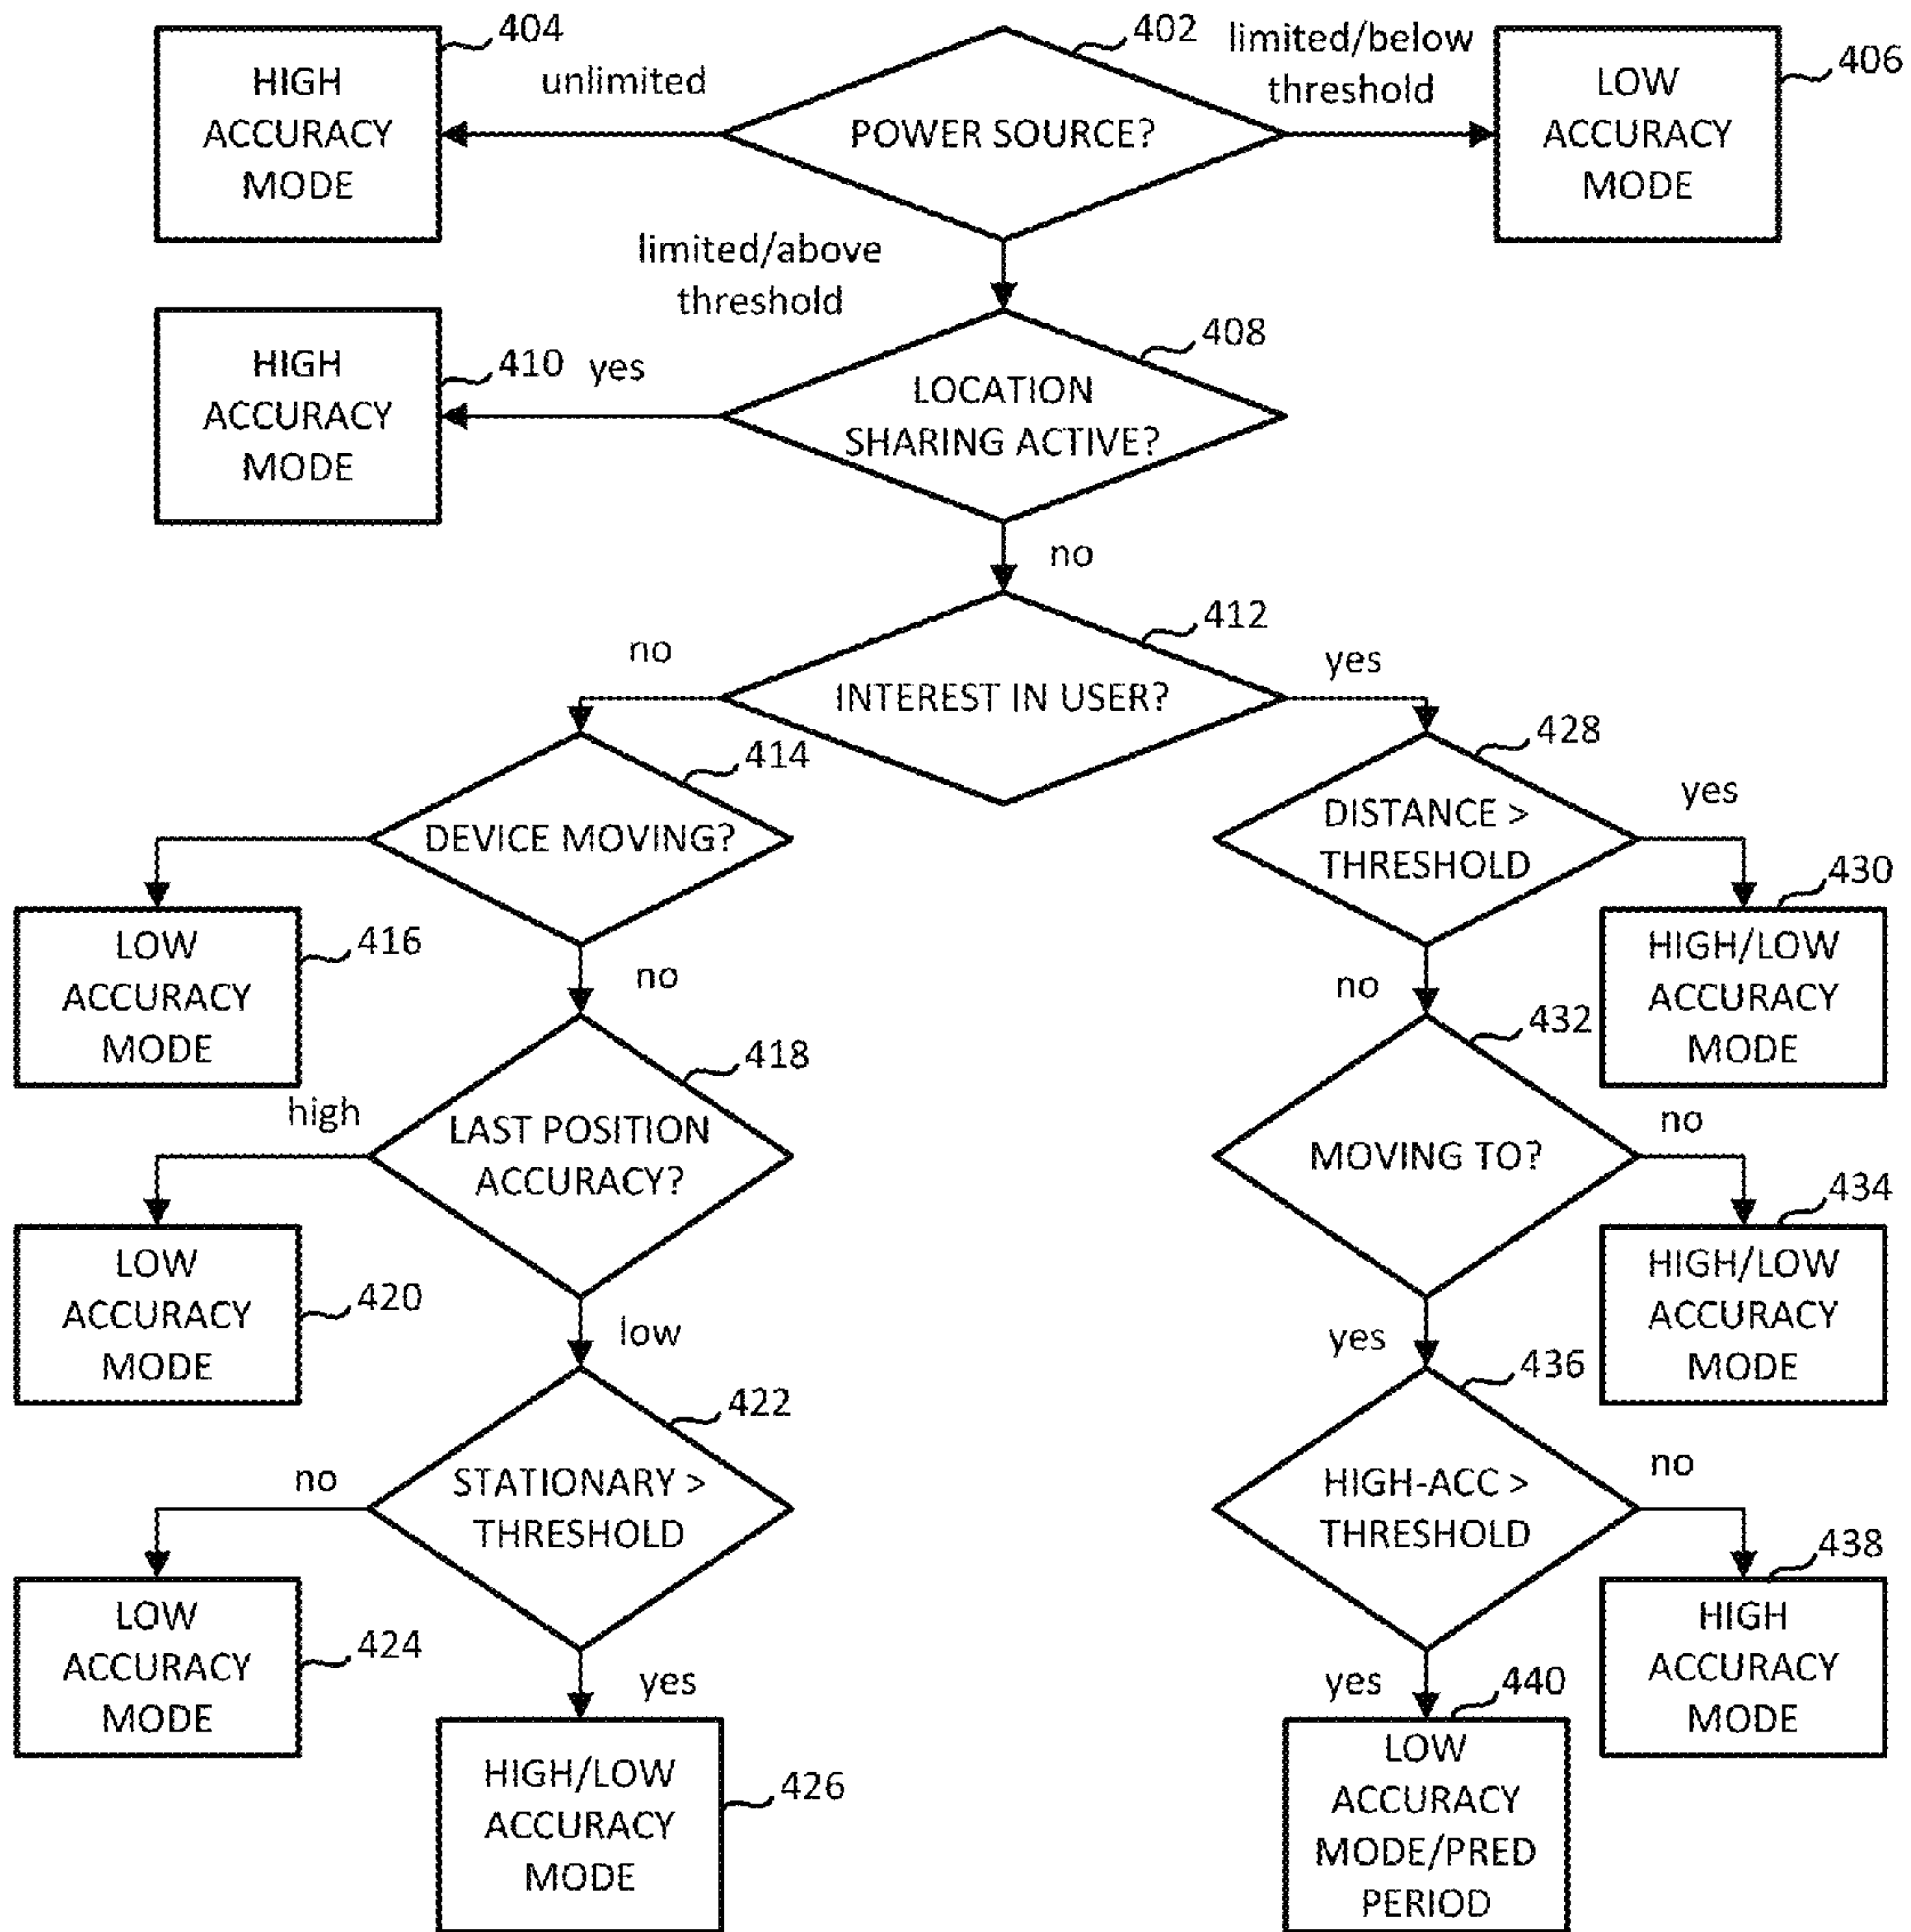 404
HIGH
ACCURACY
MODE
unlimited
402
POWER SOURCE?
limited/below
threshold
LOW
ACCURACY
MODE
406
limited/above
threshold
HIGH
ACCURACY
MODE
410
yes
408
LOCATION
SHARING ACTIVE?
no
412
INTEREST IN USER?
no
yes
414
DEVICE MOVING?
428
DISTANCE >
THRESHOLD
yes
LOW
ACCURACY
MODE
416
no
no
430
HIGH/LOW
ACCURACY
MODE
418
LAST POSITION
ACCURACY?
high
432
MOVING TO?
no
LOW
ACCURACY
MODE
420
low
yes
434
HIGH/LOW
ACCURACY
MODE
422
STATIONARY >
THRESHOLD
no
436
HIGH-ACC >
THRESHOLD
no
LOW
ACCURACY
MODE
424
yes
yes
438
HIGH
ACCURACY
MODE
HIGH/LOW
ACCURACY
MODE
426
440
LOW
ACCURACY
MODE/PRED
PERIOD